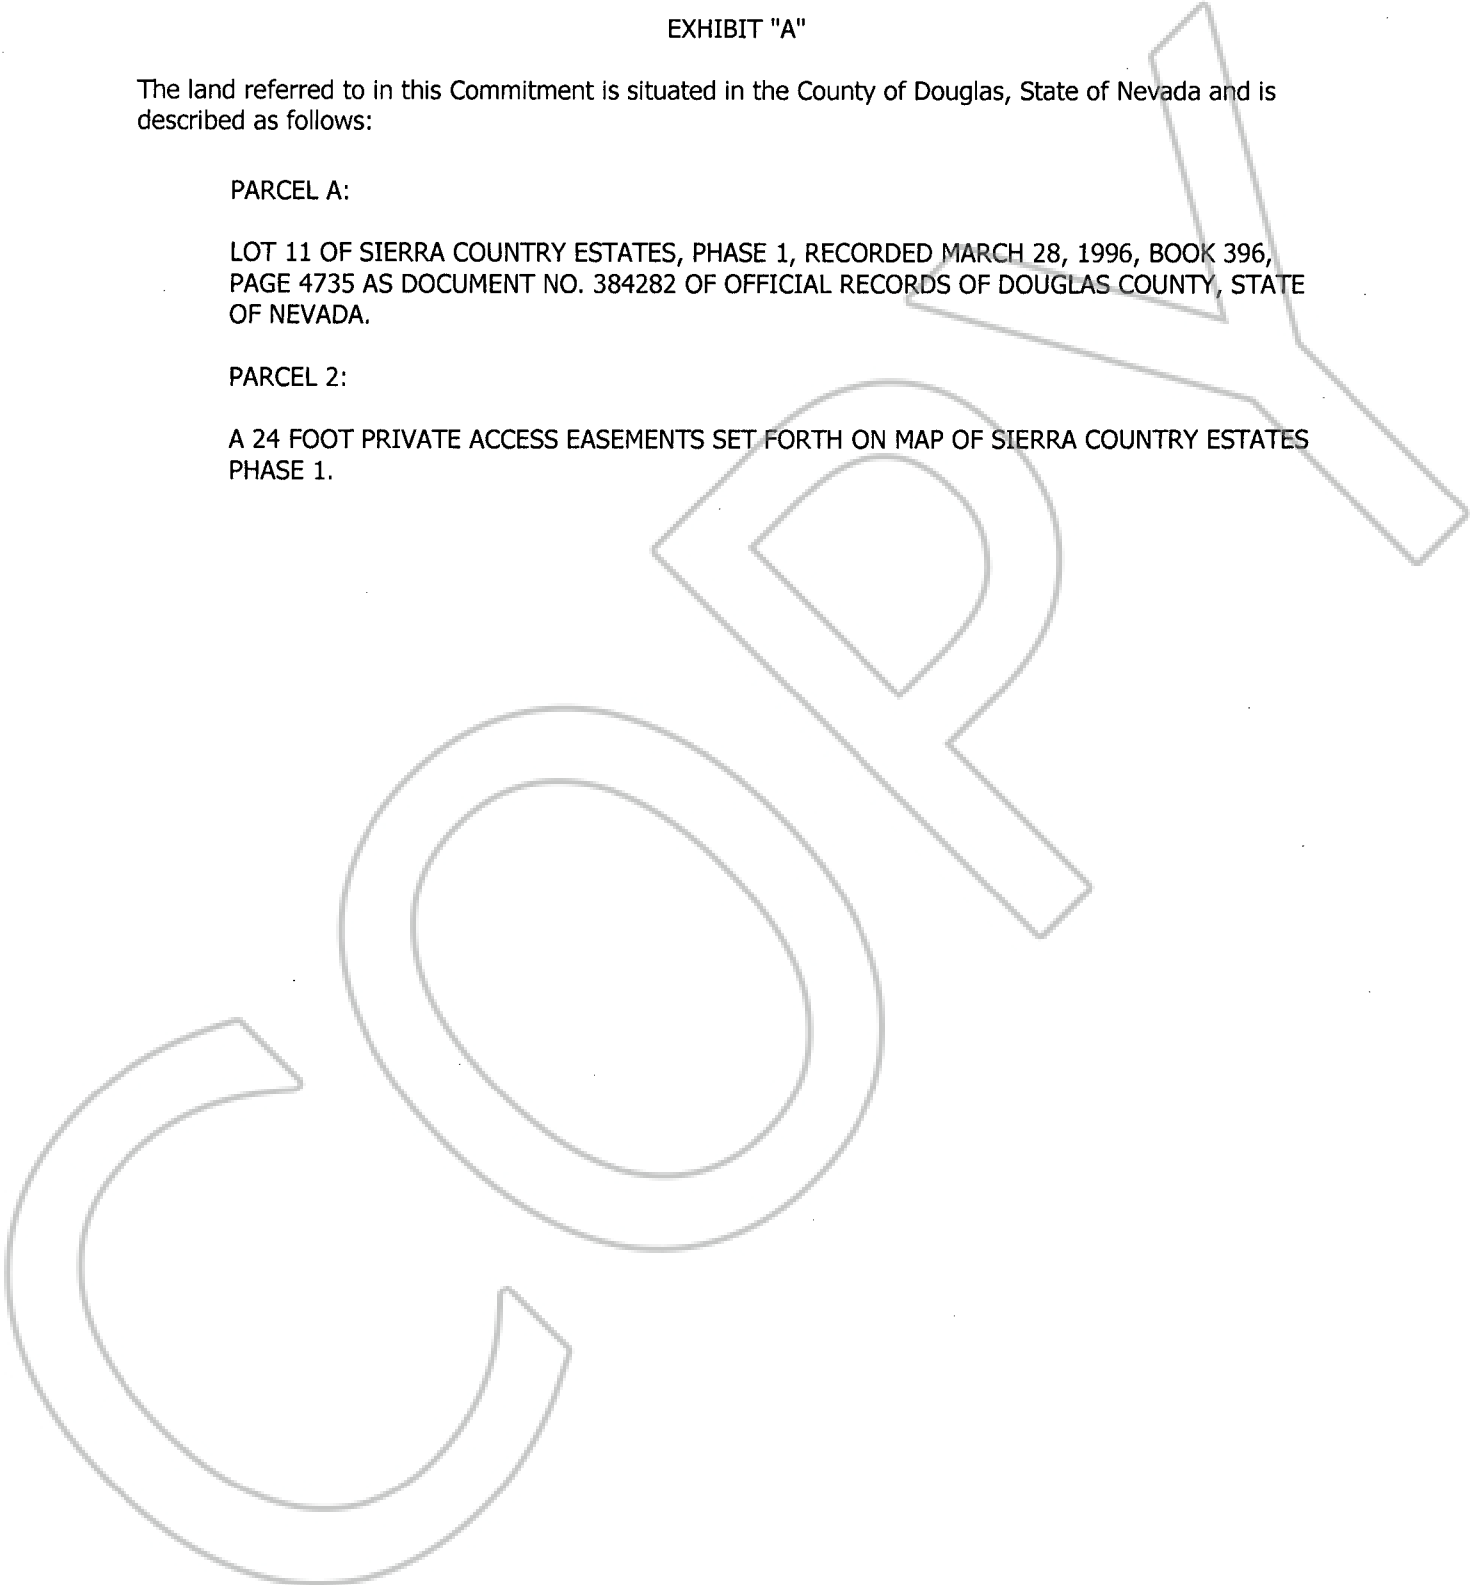 EXHIBIT "A"
The land referred to in this Commitment is situated in the County of Douglas, State of Nevada and is
described as follows:
PARCEL A:
LOT 11 OF SIERRA COUNTRY ESTATES, PHASE 1, RECORDED MARCH 28, 1996, BOOK 396,
PAGE 4735 AS DOCUMENT NO. 384282 OF OFFICIAL RECORDS OF DOUGLAS COUNTY, STATE
OF NEVADA.
PARCEL 2:
A 24 FOOT PRIVATE ACCESS EASEMENTS SET FORTH ON MAP OF SIERRA COUNTRY ESTATES
PHASE 1.
COPY